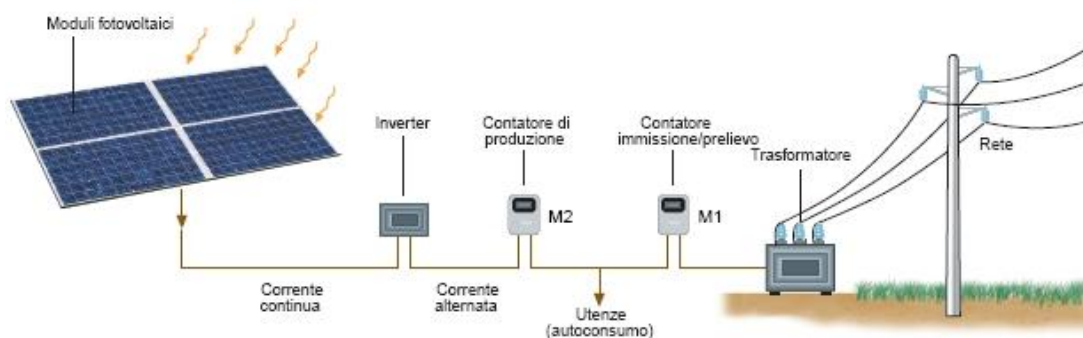 Moduli fotovoltaici
Inverter
Contatore di
produzione
Contatore
immissione/prelievo
Trasformatore
Rete
M2
M1
Corrente
continua
Corrente
alternata
Utenze
(autoconsumo)